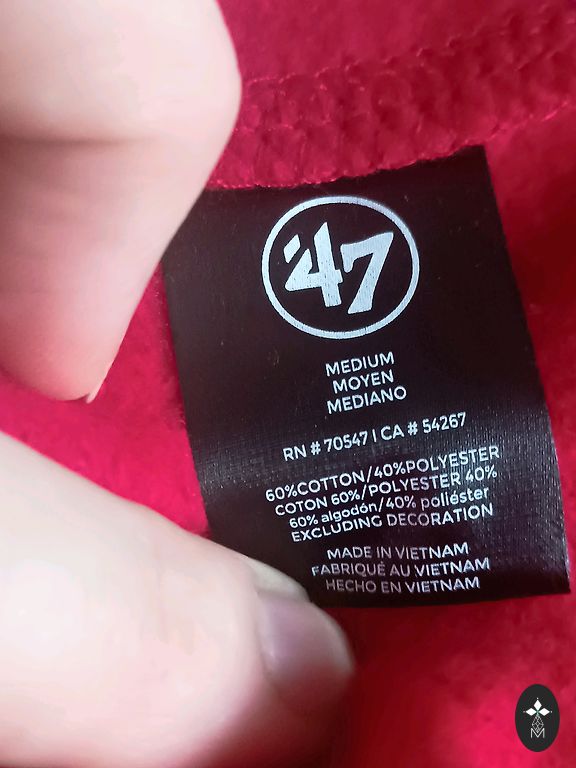 '47
MEDIUM
MOYEN
MEDIANO
RN # 70547 | CA # 54267
60%COTTON/40%POLYESTER
COTON 60%/POLYESTER 40%
60% algodón/40% poliéster
EXCLUDING DECORATION
MADE IN VIETNAM
FABRIQUÉ AU VIETNAM
HECHO EN VIETNAM
M